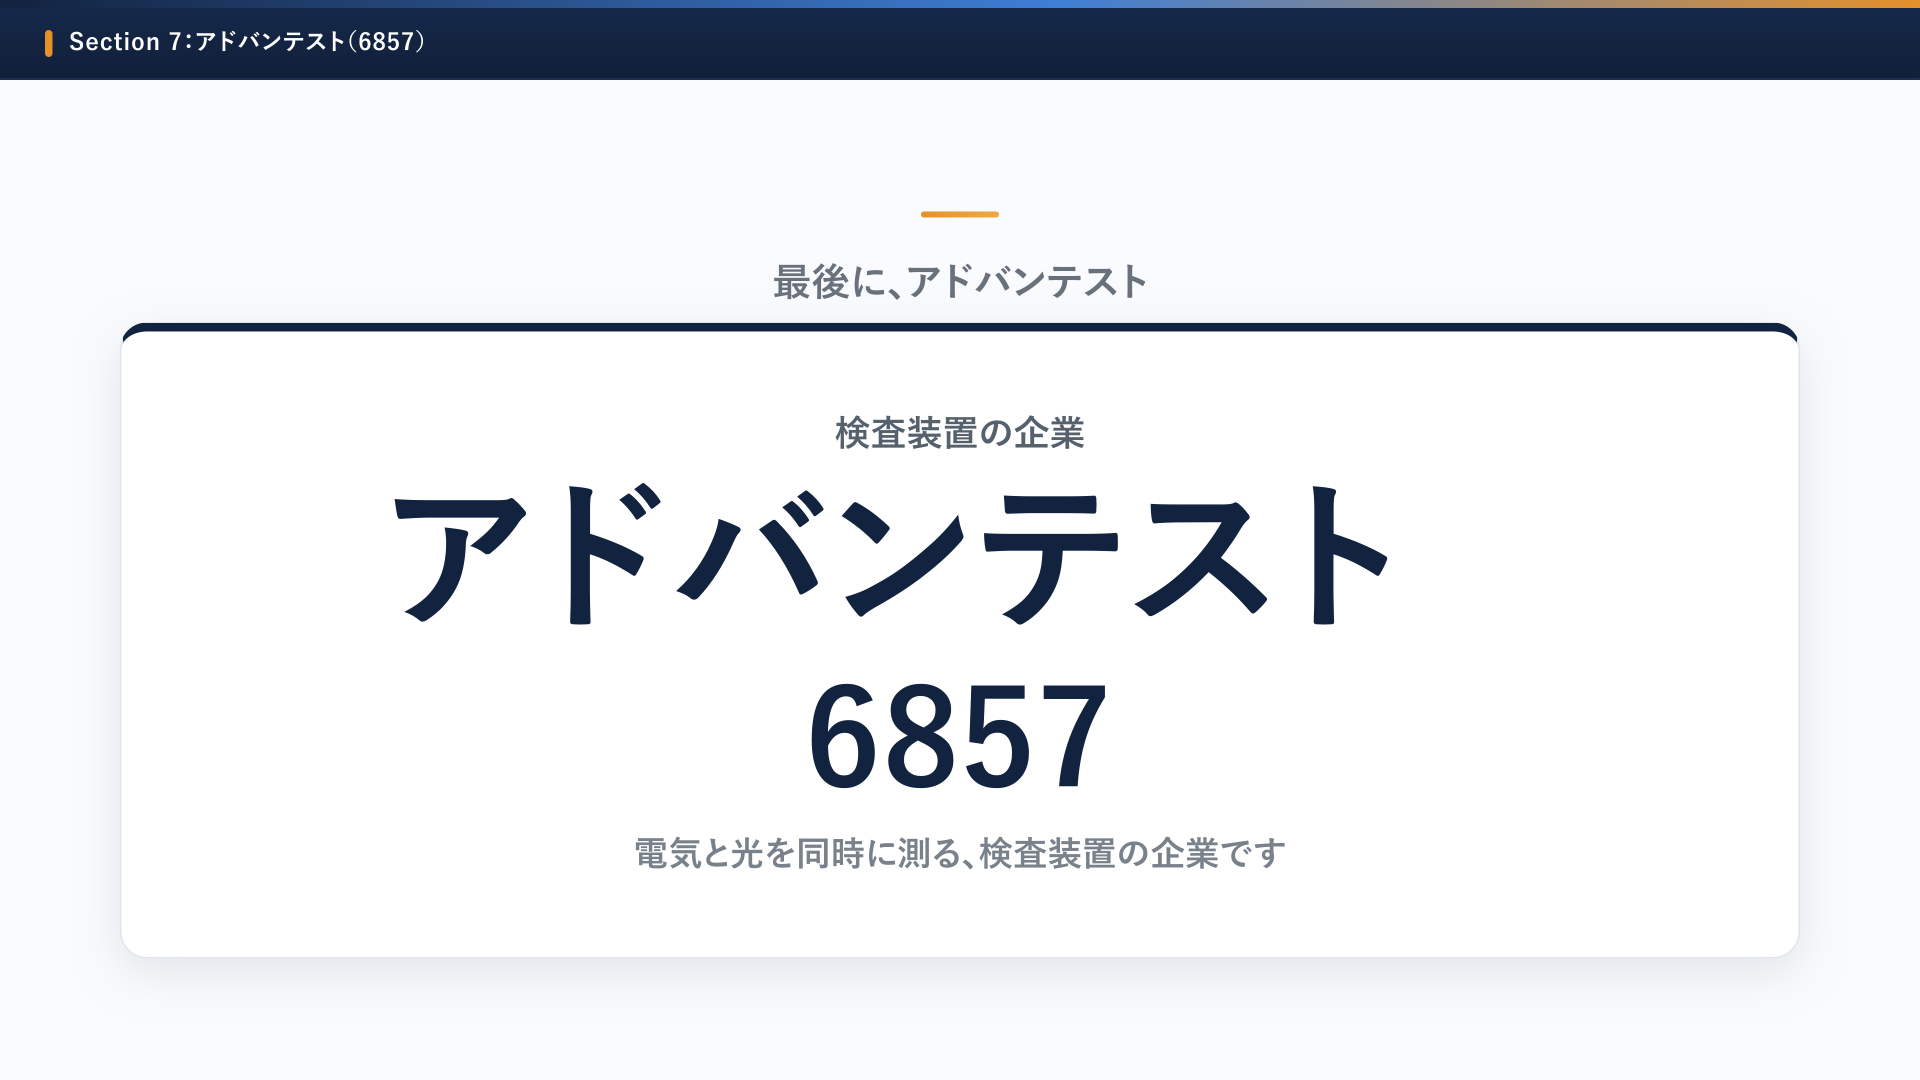 Section 7：アドバンテスト（6857）
最後に、アドバンテスト
検査装置の企業
アドバンテスト
6857
電気と光を同時に測る、検査装置の企業です